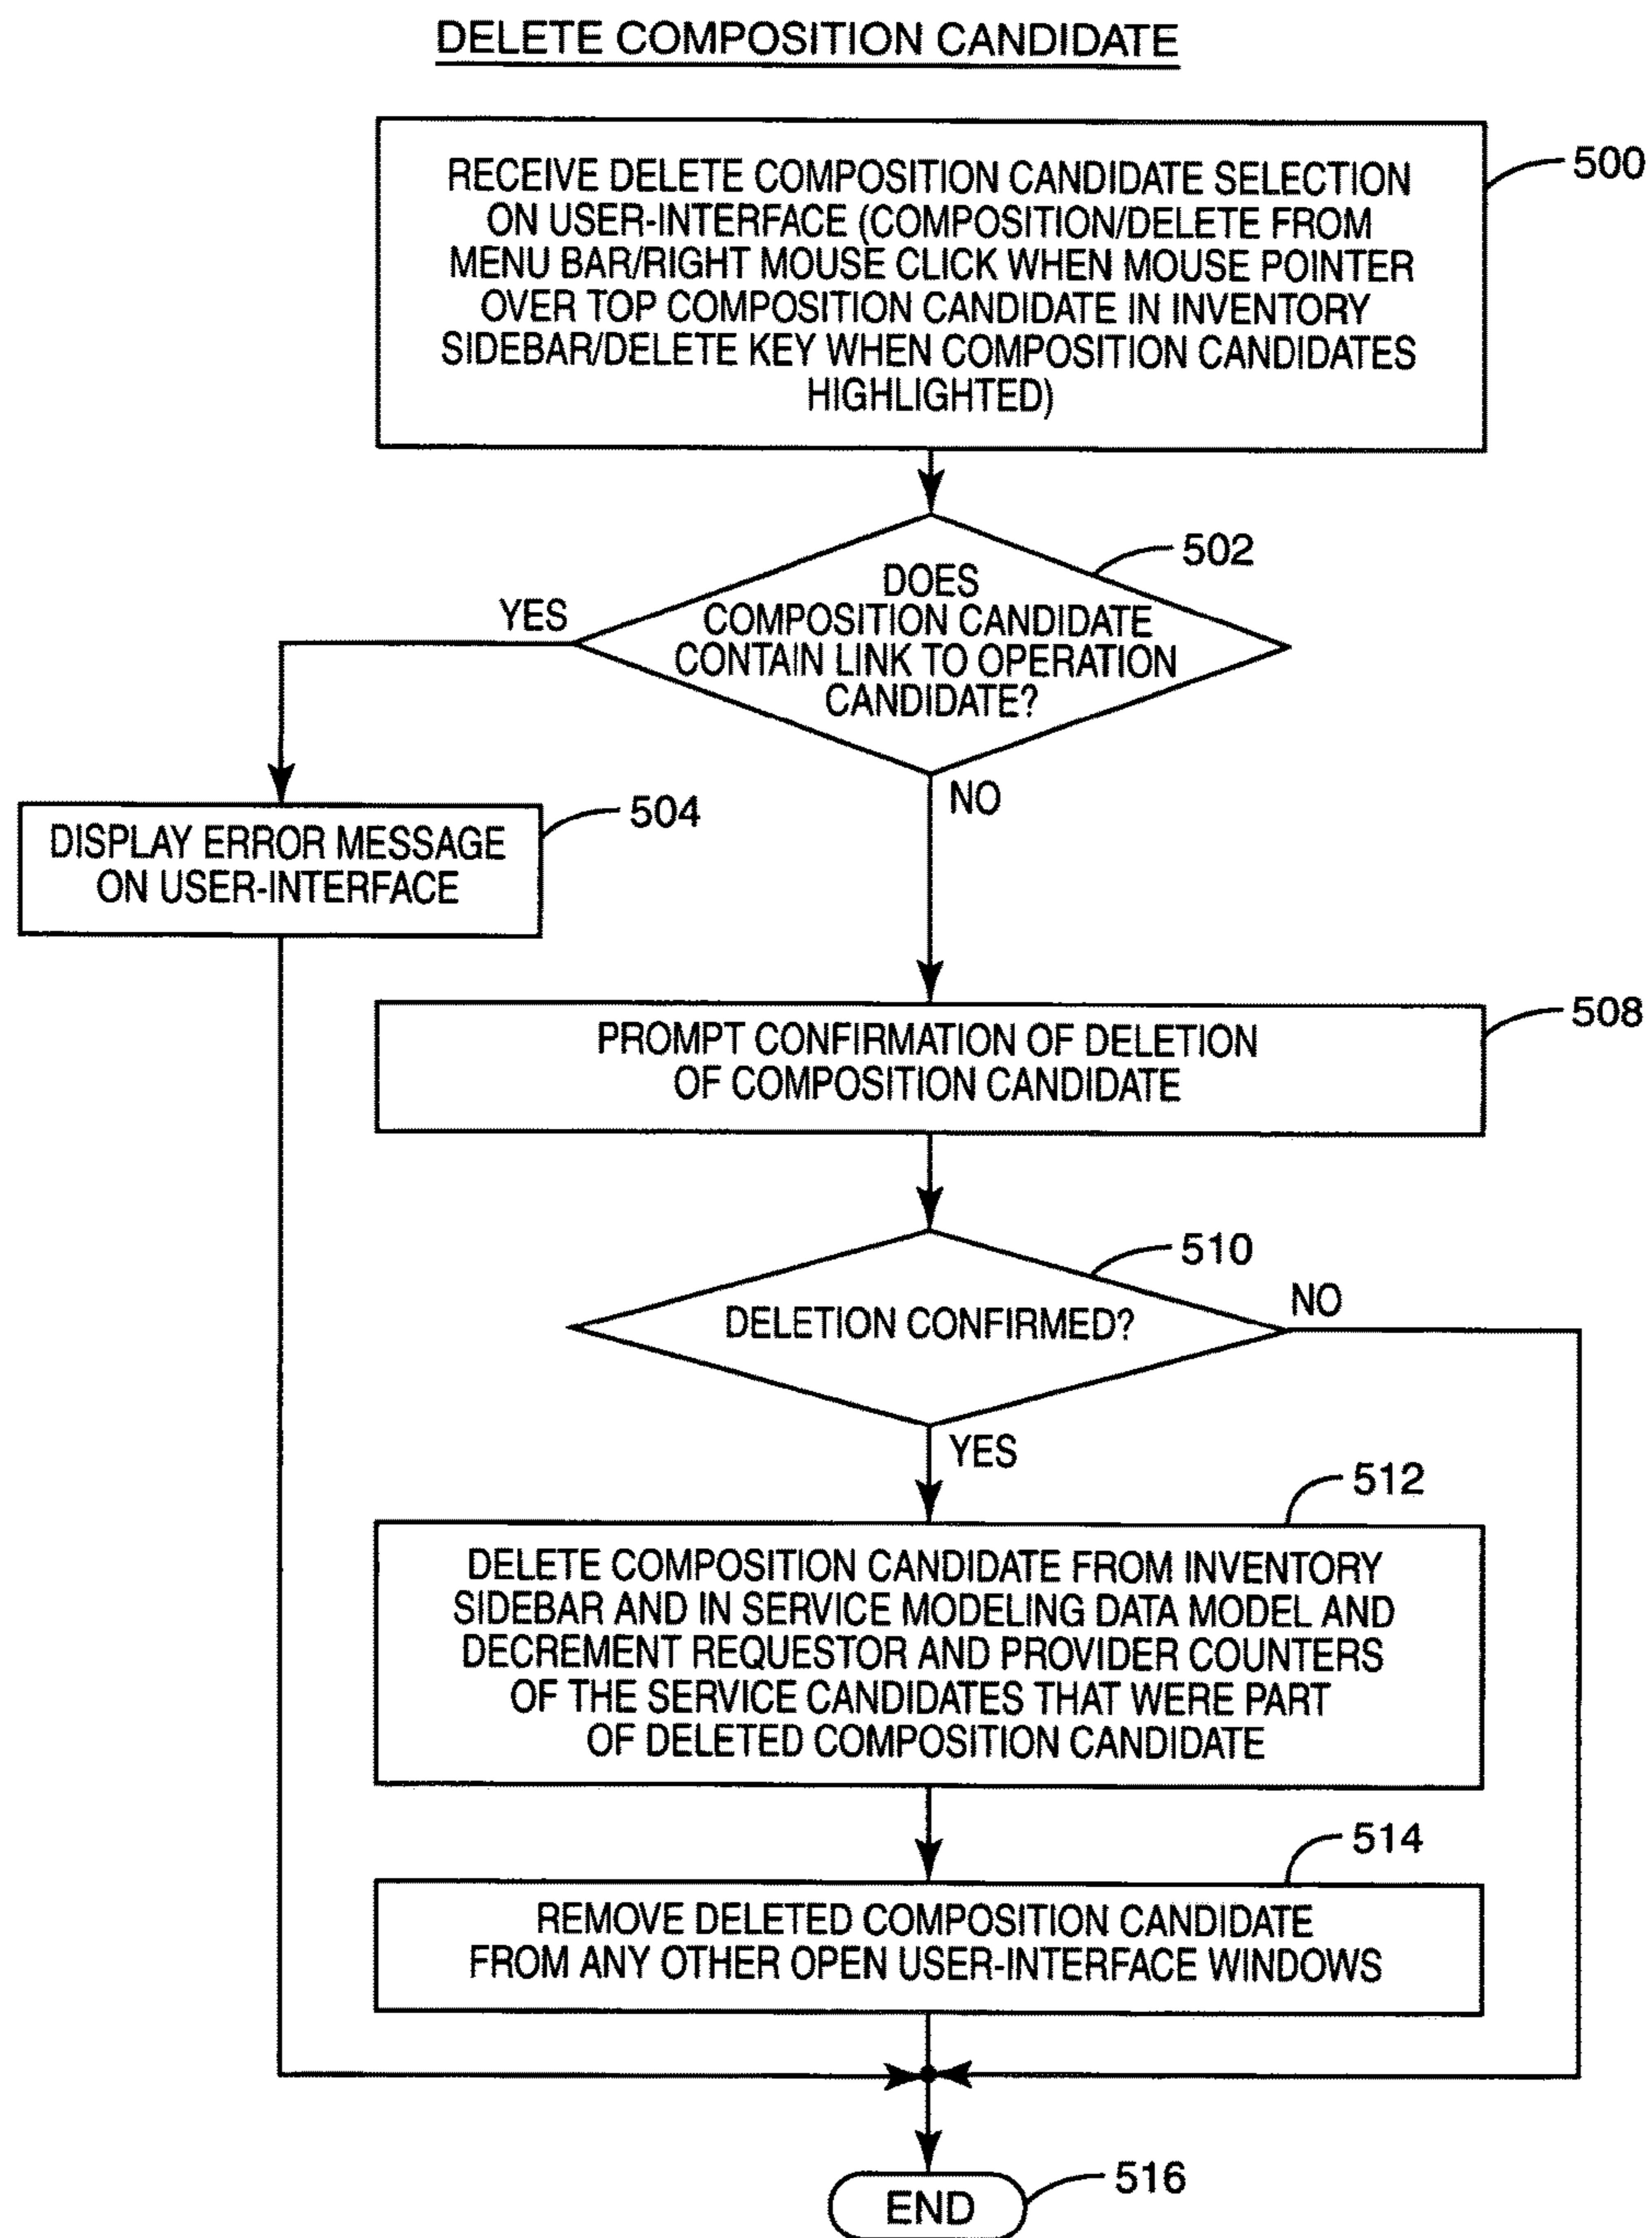 DELETE COMPOSITION CANDIDATE
RECEIVE DELETE COMPOSITION CANDIDATE SELECTION
ON USER-INTERFACE (COMPOSITION/DELETE FROM
MENU BAR/RIGHT MOUSE CLICK WHEN MOUSE POINTER
OVER TOP COMPOSITION CANDIDATE IN INVENTORY
SIDEBAR/DELETE KEY WHEN COMPOSITION CANDIDATES
HIGHLIGHTED)
500
DOES
COMPOSITION CANDIDATE
CONTAIN LINK TO OPERATION
CANDIDATE?
502
YES
NO
DISPLAY ERROR MESSAGE
ON USER-INTERFACE
504
PROMPT CONFIRMATION OF DELETION
OF COMPOSITION CANDIDATE
508
DELETION CONFIRMED?
510
NO
YES
DELETE COMPOSITION CANDIDATE FROM INVENTORY
SIDEBAR AND IN SERVICE MODELING DATA MODEL AND
DECREMENT REQUESTOR AND PROVIDER COUNTERS
OF THE SERVICE CANDIDATES THAT WERE PART
OF DELETED COMPOSITION CANDIDATE
512
REMOVE DELETED COMPOSITION CANDIDATE
FROM ANY OTHER OPEN USER-INTERFACE WINDOWS
514
END
516